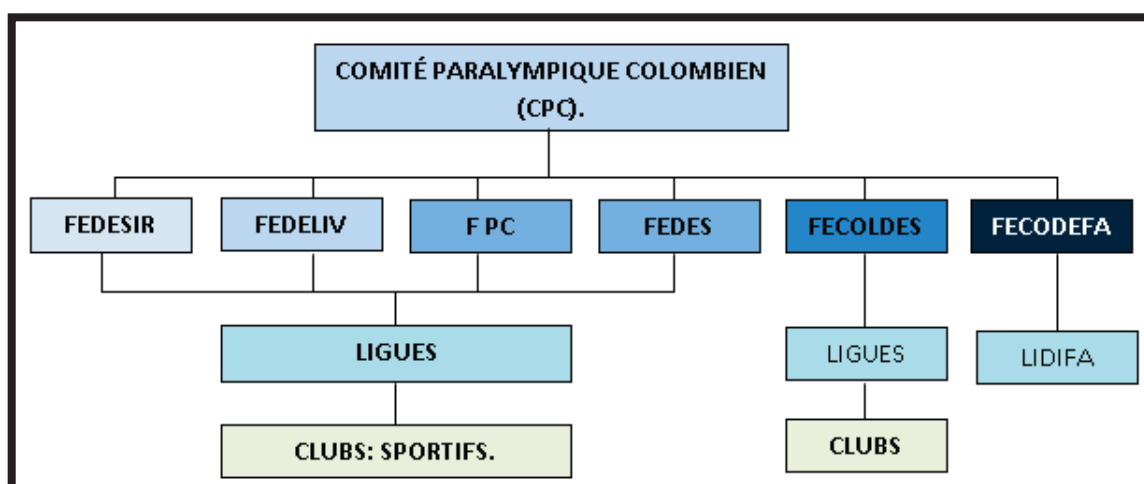 COMITÉ PARALYMPIQUE COLOMBIEN
(CPC).
FEDESIR
FEDELIV
F PC
FEDES
FECOLDES
FECODEFA
LIGUES
LIGUES
LIDIFA
CLUBS: SPORTIFS.
CLUBS